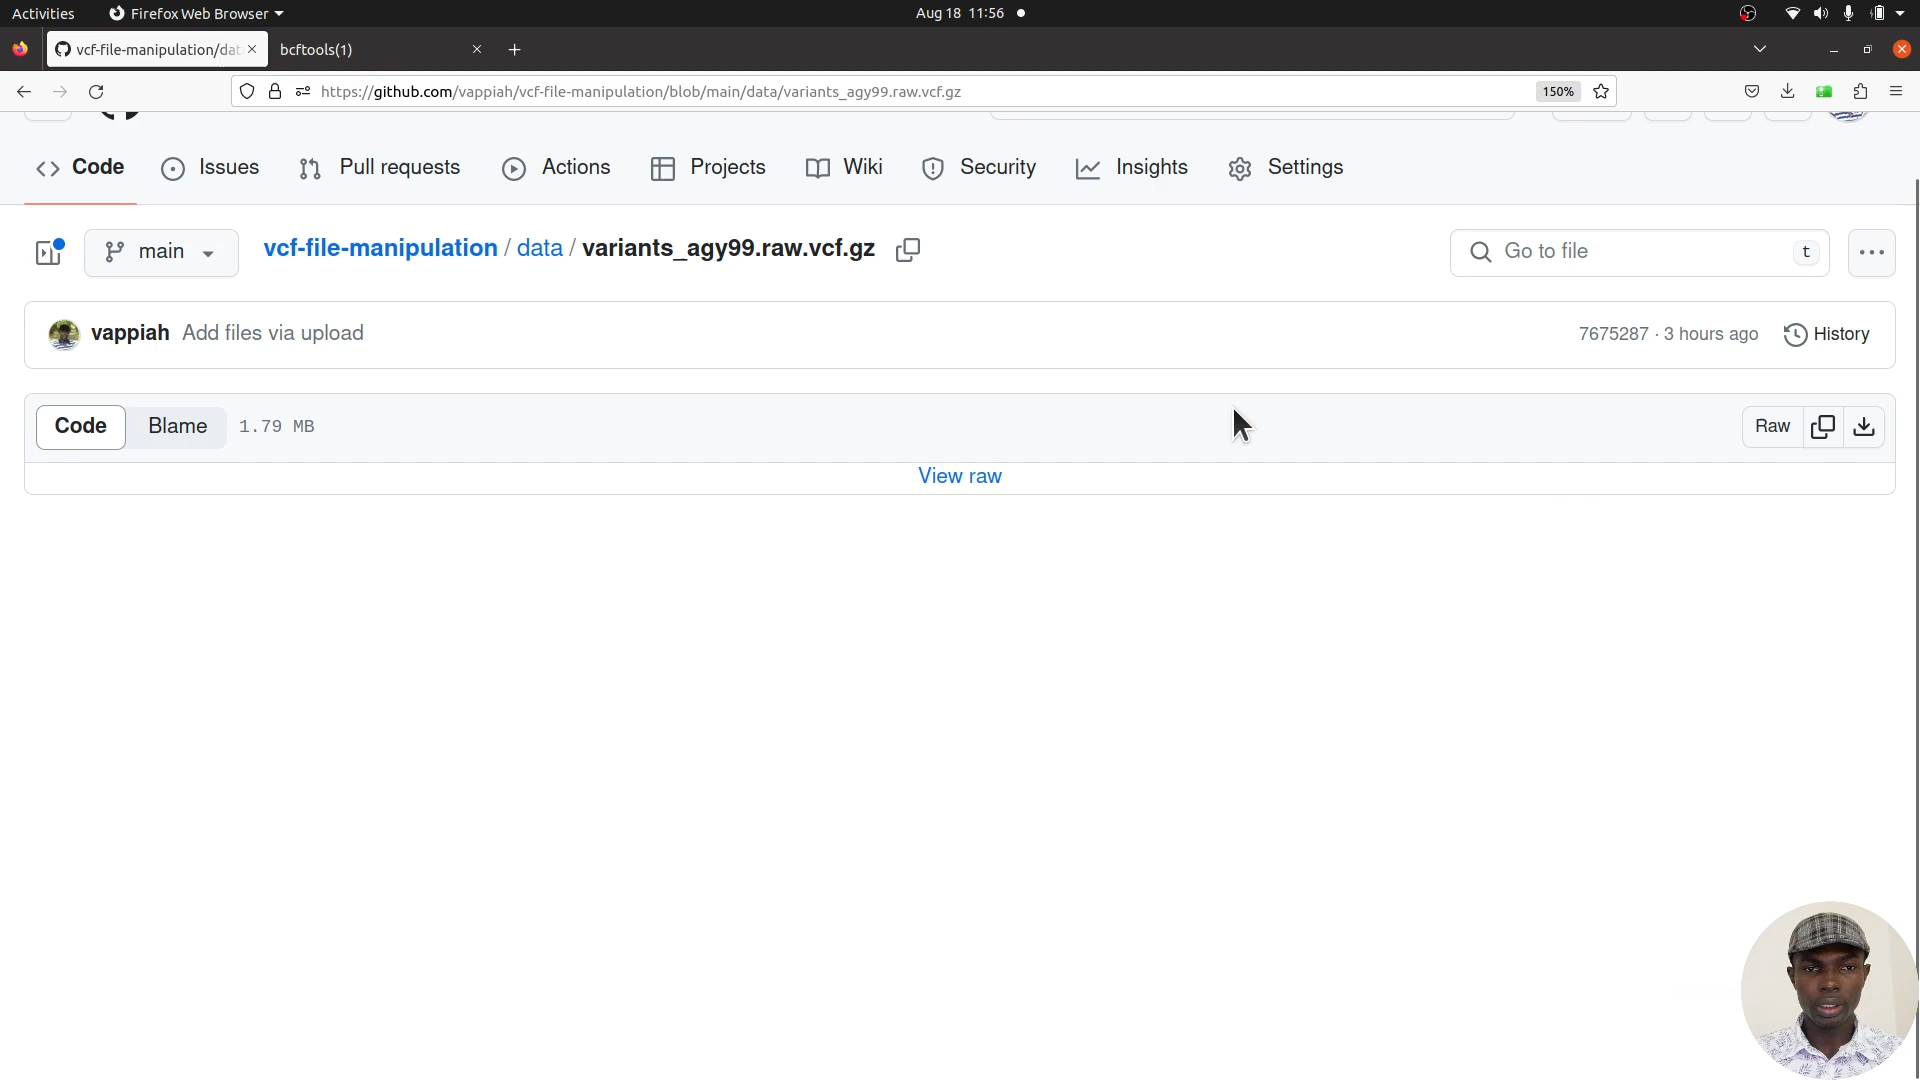 Activities Firefox Web Browser Aug 18 11:56
vcf-file-manipulation/dat bcftools(1)
https://github.com/vappiah/vcf-file-manipulation/blob/main/data/variants_agy99.raw.vcf.gz 150%
Code Issues Pull requests Actions Projects Wiki Security Insights Settings
main vcf-file-manipulation / data / variants_agy99.raw.vcf.gz Go to file t
vappiah Add files via upload 7675287 · 3 hours ago History
Code Blame 1.79 MB Raw
View raw